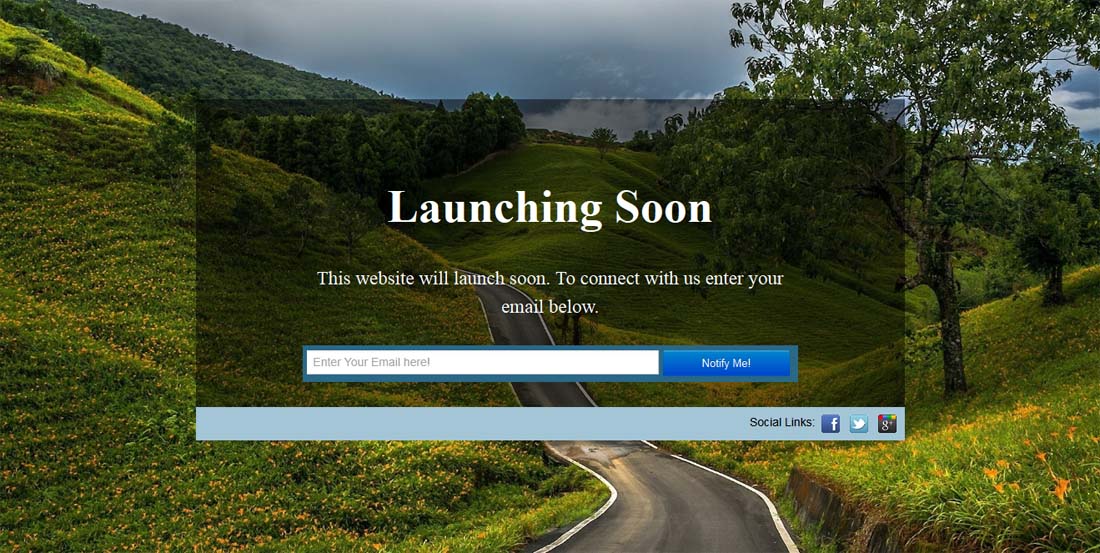 Launching Soon
This website will launch soon. To connect with us enter your
email below.
Enter Your Email here!
Notify Me!
Social Links:
f
g+